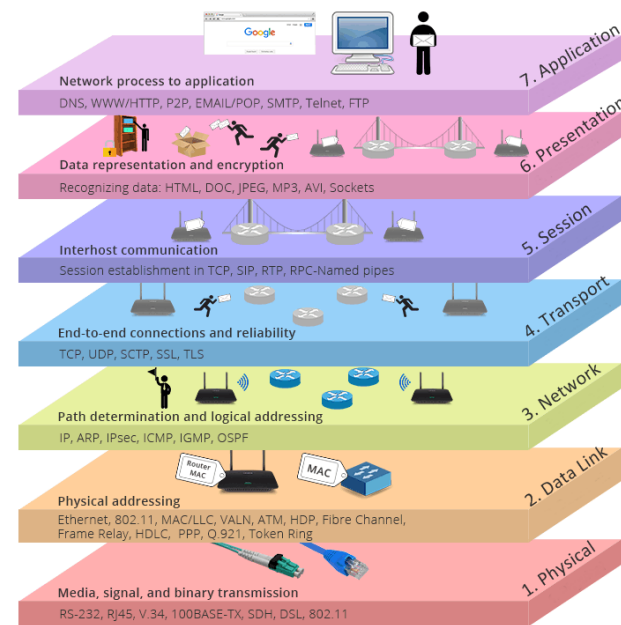 Google
7. Application
Network process to application
DNS, WWW/HTTP, P2P, EMAIL/POP, SMTP, Telnet, FTP
6. Presentation
Data representation and encryption
Recognizing data: HTML, DOC, JPEG, MP3, AVI, Sockets
5. Session
Interhost communication
Session establishment in TCP, SIP, RTP, RPC-Named pipes
4. Transport
End-to-end connections and reliability
TCP, UDP, SCTP, SSL, TLS
3. Network
Path determination and logical addressing
IP, ARP, IPsec, ICMP, IGMP, OSPF
Router
MAC
MAC
2. Data Link
Physical addressing
Ethernet, 802.11, MAC/LLC, VALN, ATM, HDP, Fibre Channel,
Frame Relay, HDLC, PPP, Q.921, Token Ring
1. Physical
Media, signal, and binary transmission
RS-232, RJ45, V.34, 100BASE-TX, SDH, DSL, 802.11